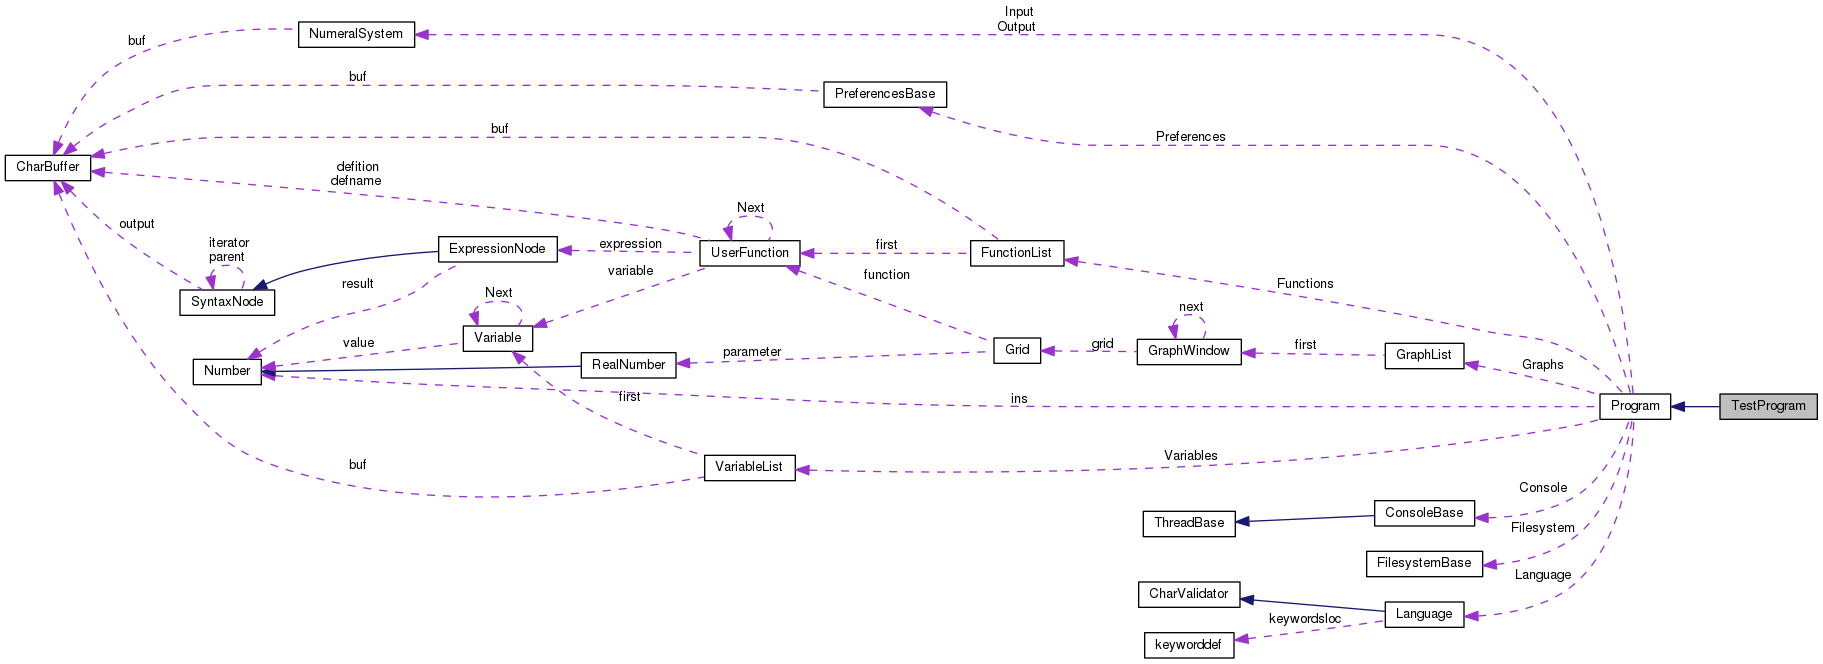 Input
Output
NumeralSystem
buf
buf
PreferencesBase
buf
Preferences
CharBuffer
defition
defname
Next
output
iterator
parent
ExpressionNode
expression
UserFunction
first
FunctionList
variable
function
Functions
result
SyntaxNode
Next
next
Variable
value
Number
RealNumber
parameter
Grid
grid
GraphWindow
first
GraphList
Graphs
first
ins
Program
TestProgram
buf
VariableList
Variables
Console
ThreadBase
ConsoleBase
Filesystem
FilesystemBase
Language
CharValidator
keywordsloc
Language
keyworddef